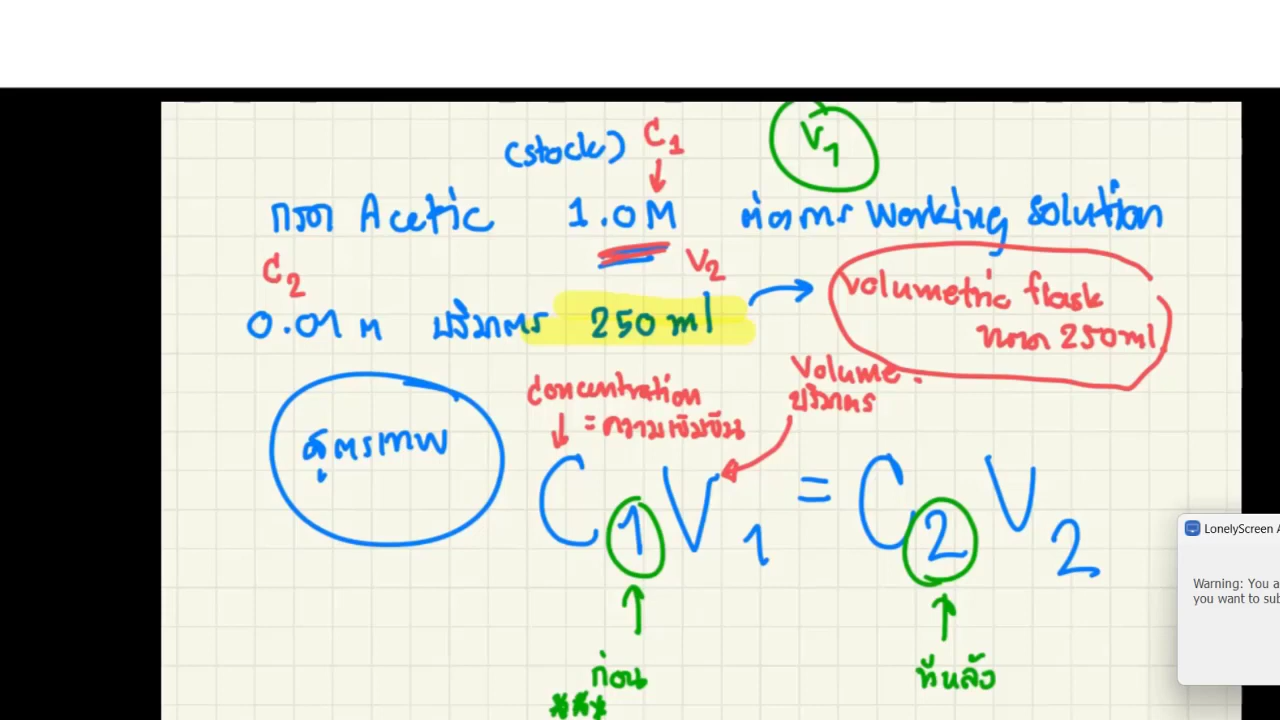 (stock) C1
V1
กรด Acetic 1.0 M ต้องการ Working solution
C2 V2
0.01 M ปริมาตร 250 ml
volumetric flask
ขนาด 250ml
concentration
= ความเข้มข้น
Volume
ปริมาตร
สูตรเทพ
C1V1 = C2V2
ก่อน
ทีหลัง
***
LonelyScreen A
Warning: You a
you want to sub